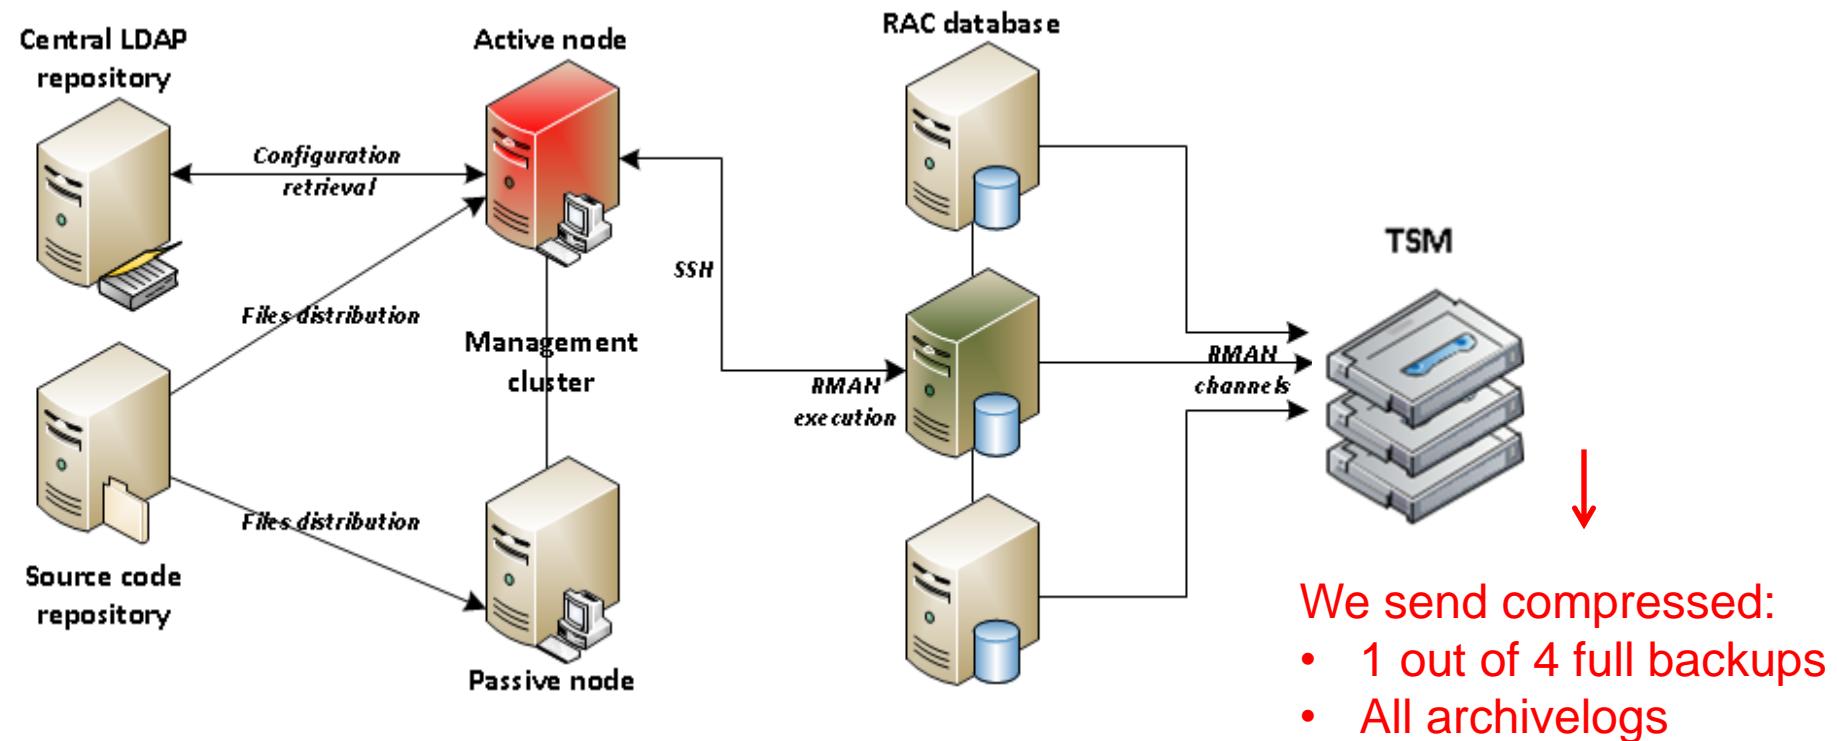 Central LDAP
repository
Active node
RAC database
Configuration
retrieval
SSH
TSM
Files distribution
Management
cluster
RMAN
execution
RMAN
channels
Files distribution
Source code
repository
Passive node
We send compressed:
• 1 out of 4 full backups
• All archivelogs